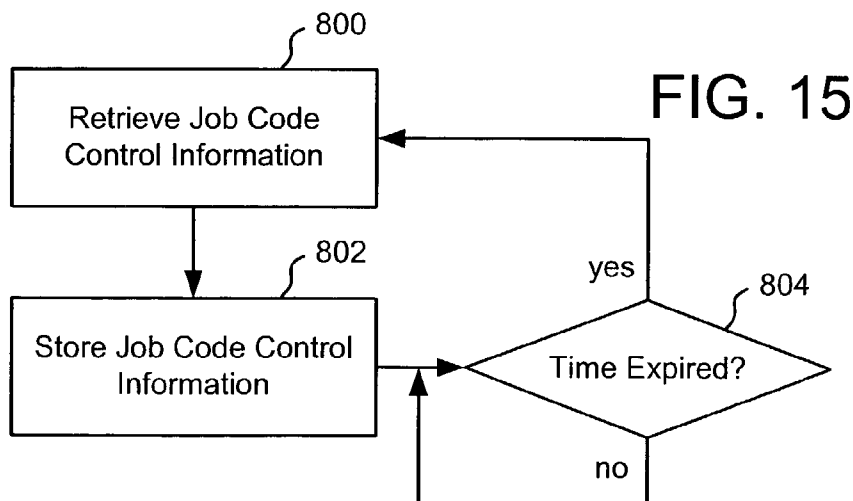 800
FIG. 15
Retrieve Job Code
Control Information
802
yes
804
Store Job Code Control
Information
Time Expired?
no